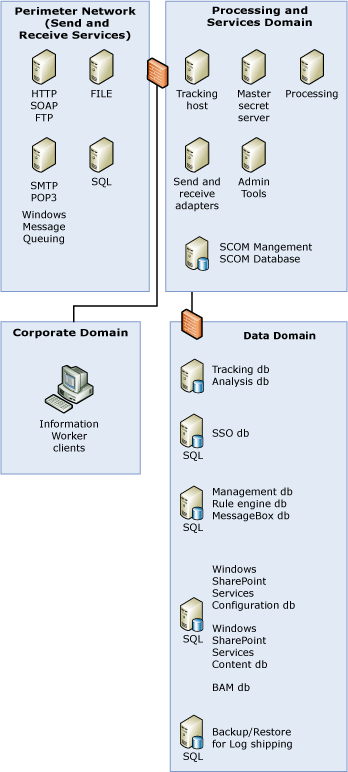 Perimeter Network
(Send and
Receive Services)
HTTP
SOAP
FTP
FILE
SMTP
POP3
Windows
Message
Queuing
SQL
Processing and
Services Domain
Tracking
host
Master
secret
server
Processing
Send and
receive
adapters
Admin
Tools
SCOM Mangement
SCOM Database
Corporate Domain
Information
Worker
clients
Data Domain
Tracking db
Analysis db
SSO db
SQL
Management db
Rule engine db
MessageBox db
SQL
Windows
SharePoint
Services
Configuration db
Windows
SharePoint
Services
Content db
BAM db
SQL
Backup/Restore
for Log shipping
SQL